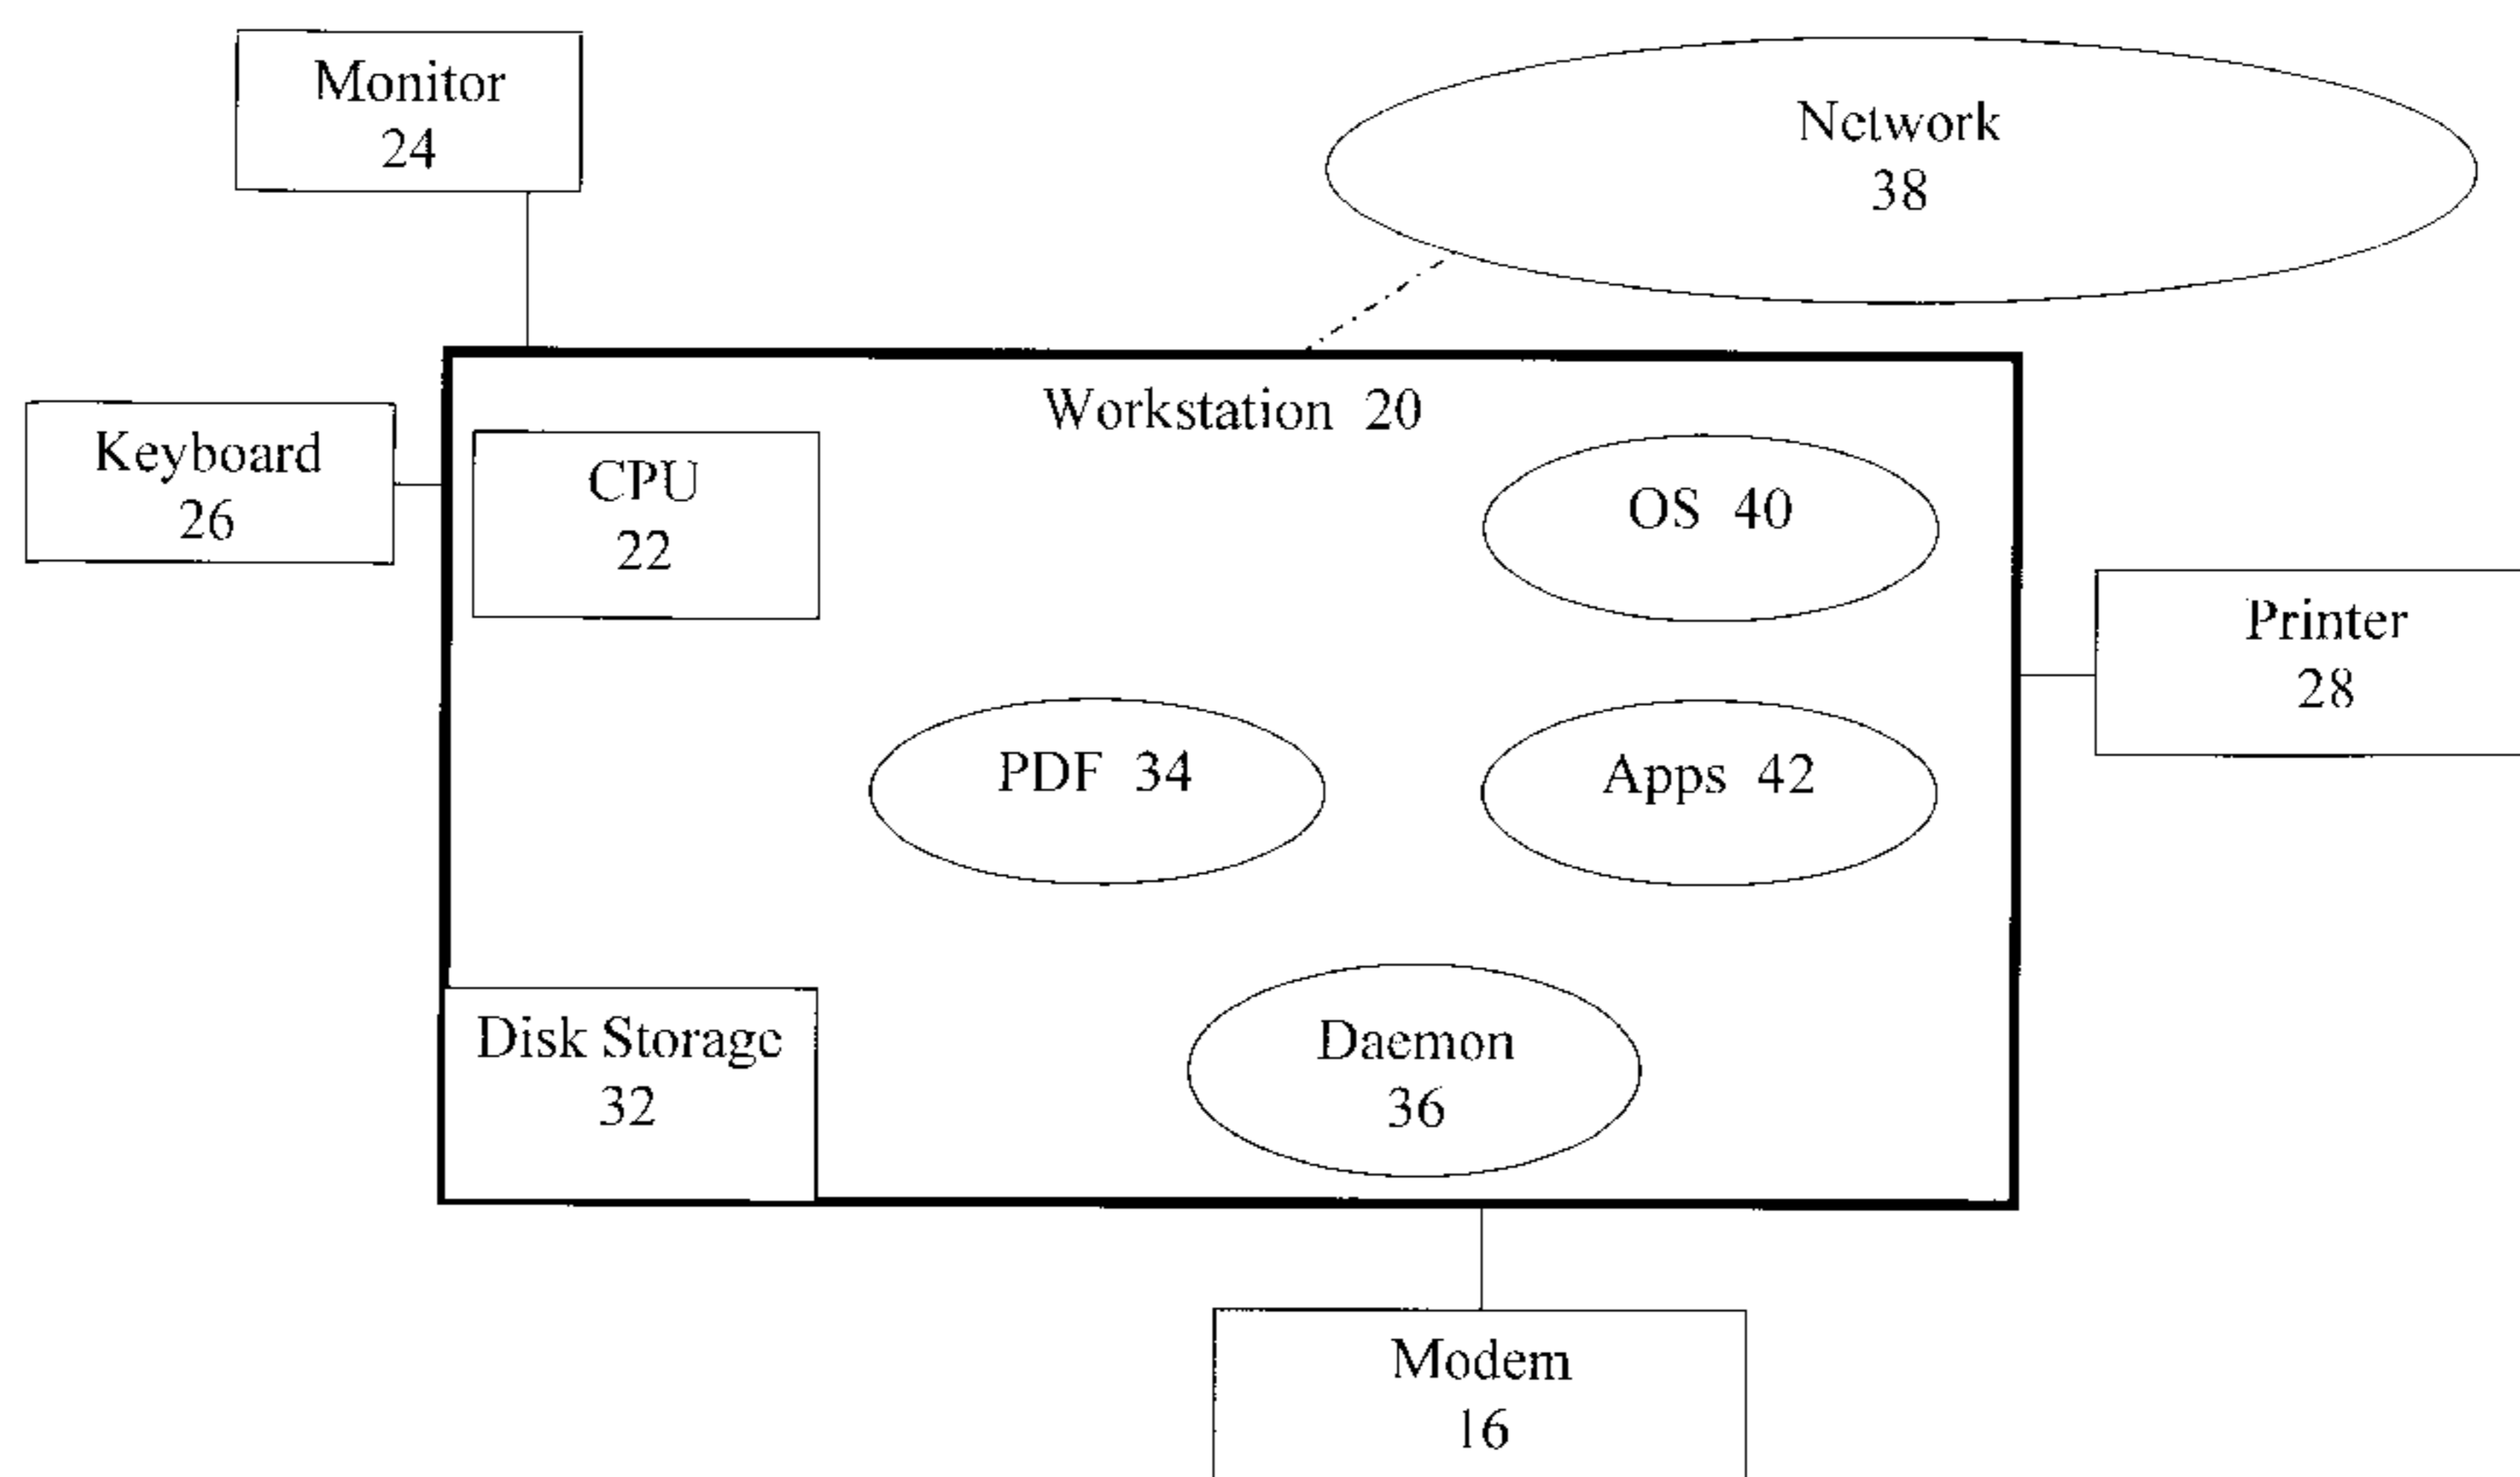 Monitor
24
Network
38
Workstation 20
Keyboard
26
CPU
22
OS 40
Printer
28
PDF 34
Apps 42
Disk Storage
32
Daemon
36
Modem
16